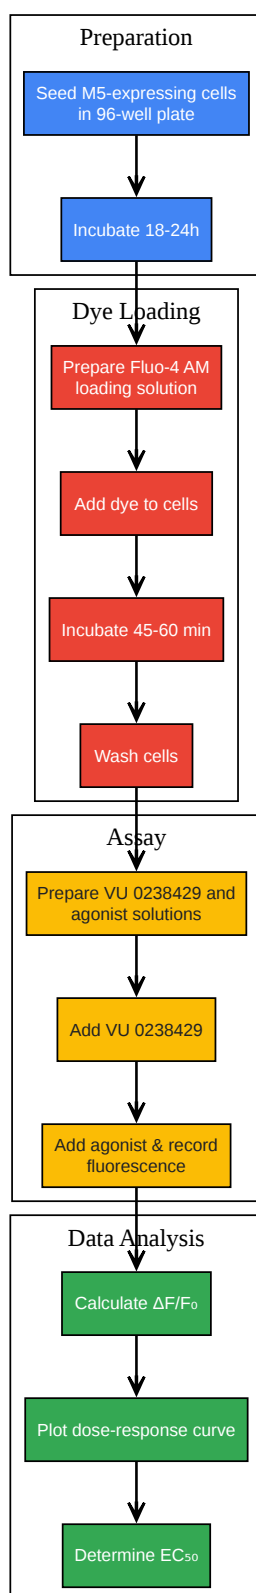 Preparation
Seed M5-expressing cells
in 96-well plate
Incubate 18-24h
Dye Loading
Prepare Fluo-4 AM
loading solution
Add dye to cells
Incubate 45-60 min
Wash cells
Assay
Prepare VU 0238429 and
agonist solutions
Add VU 0238429
Add agonist & record
fluorescence
Data Analysis
Calculate ΔF/F₀
Plot dose-response curve
Determine EC₅₀